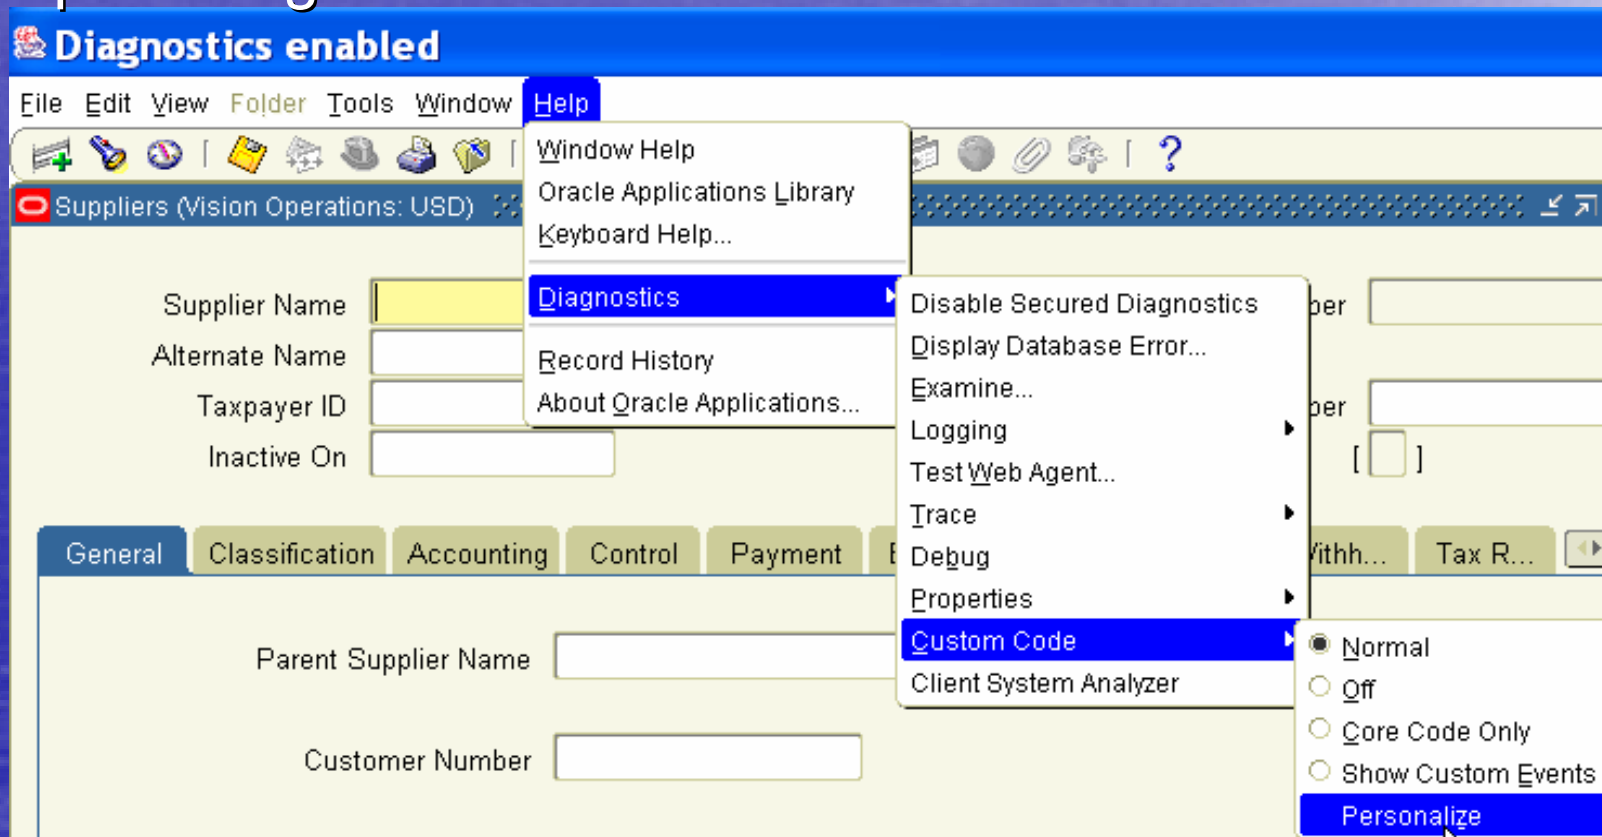 Diagnostics enabled
File Edit View Folder Tools Window Help
Window Help
Oracle Applications Library
Keyboard Help...
Diagnostics
Record History
About Oracle Applications...
Suppliers (Vision Operations: USD)
Disable Secured Diagnostics
Display Database Error...
Examine...
Logging
Test Web Agent...
Trace
Debug
Properties
Custom Code
Client System Analyzer
Normal
Off
Core Code Only
Show Custom Events
Personalize
Supplier Name
Alternate Name
Taxpayer ID
Inactive On
[ ]
General Classification Accounting Control Payment Tax R...
Parent Supplier Name
Customer Number